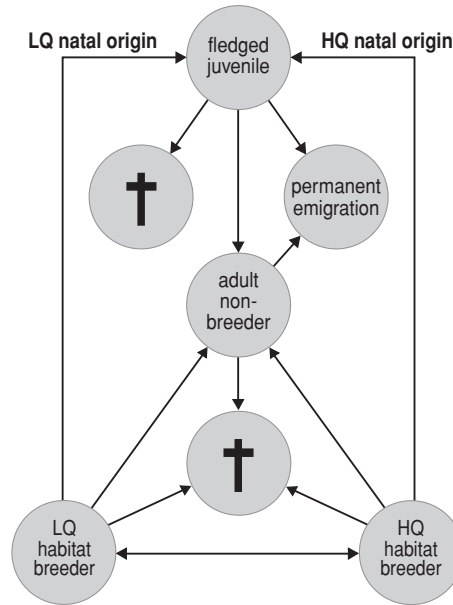 LQ natal origin
HQ natal origin
fledged
juvenile
permanent
emigration
adult
non-
breeder
LQ
habitat
breeder
HQ
habitat
breeder